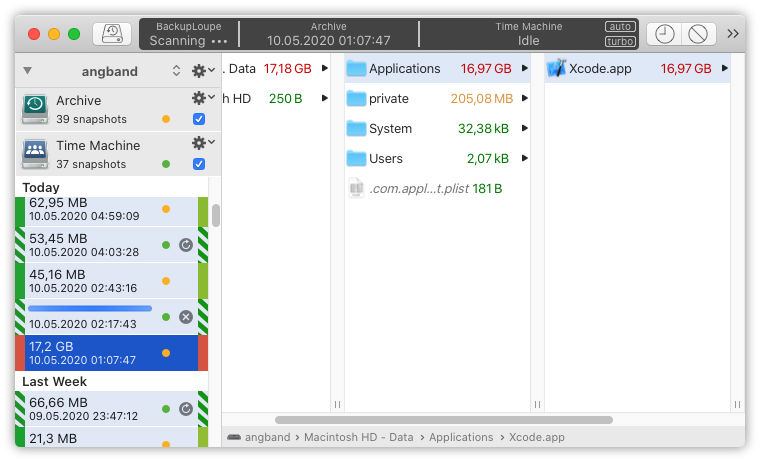 BackupLoupe
Scanning •••
Archive
10.05.2020 01:07:47
Time Machine
Idle
auto
turbo
angband
Archive
39 snapshots
Time Machine
37 snapshots
Today
62,95 MB
10.05.2020 04:59:09
53,45 MB
10.05.2020 04:03:28
45,16 MB
10.05.2020 02:43:16
10.05.2020 02:17:43
17,2 GB
10.05.2020 01:07:47
Last Week
66,66 MB
09.05.2020 23:47:12
21,3 MB
. Data 17,18 GB
h HD 250 B
Applications 16,97 GB
private 205,08 MB
System 32,38 kB
Users 2,07 kB
.com.appl...t.plist 181 B
Xcode.app 16,97 GB
angband › Macintosh HD - Data › Applications › Xcode.app